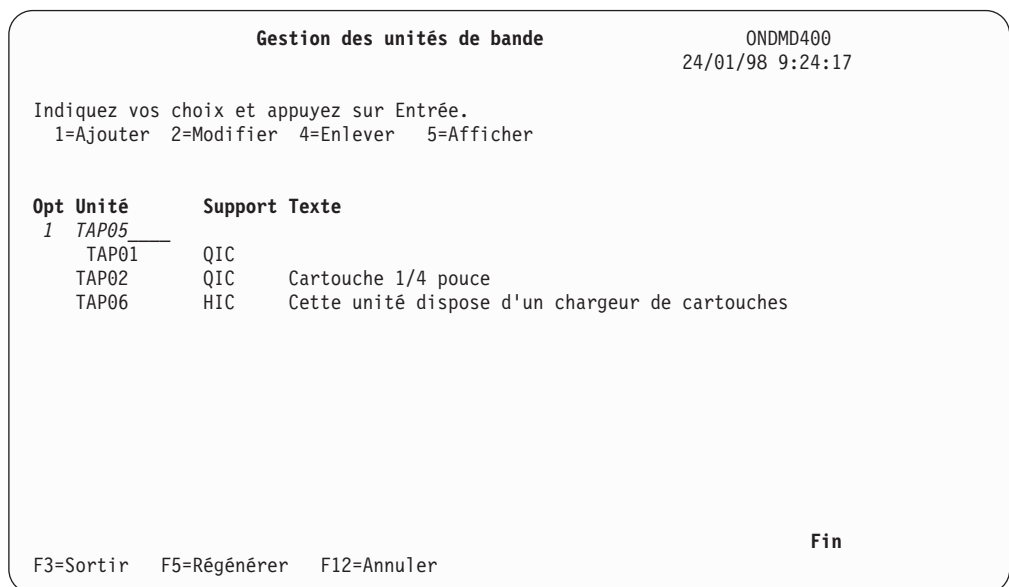 Gestion des unités de bande ONDMD400
24/01/98 9:24:17
Indiquez vos choix et appuyez sur Entrée.
1=Ajouter 2=Modifier 4=Enlever 5=Afficher
Opt Unité Support Texte
1 TAP05____
TAP01 QIC
TAP02 QIC Cartouche 1/4 pouce
TAP06 HIC Cette unité dispose d'un chargeur de cartouches
Fin
F3=Sortir F5=Régénérer F12=Annuler